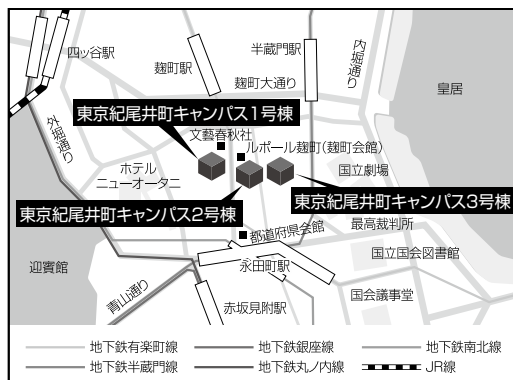 四ッ谷駅
麹町駅
半蔵門駅
内堀通り
麹町大通り
皇居
東京紀尾井町キャンパス1号棟
外堀通り
文藝春秋社
ルポール麹町(麹町会館)
ホテル
ニューオータニ
国立劇場
東京紀尾井町キャンパス2号棟
東京紀尾井町キャンパス3号棟
都道府県会館
最高裁判所
迎賓館
永田町駅
国立国会図書館
青山通り
国会議事堂
赤坂見附駅
地下鉄有楽町線
地下鉄銀座線
地下鉄南北線
地下鉄半蔵門線
地下鉄丸ノ内線
JR線